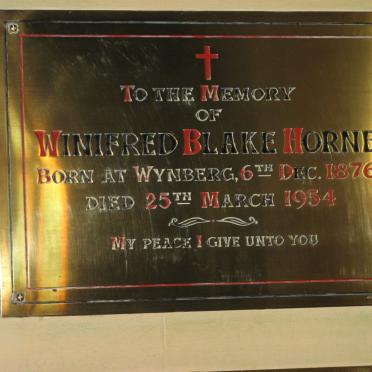 To the Memory
of
Winifred Blake Horne
Born at Wynberg, 6th Dec. 1876
died 25th March 1954
My peace I give unto you